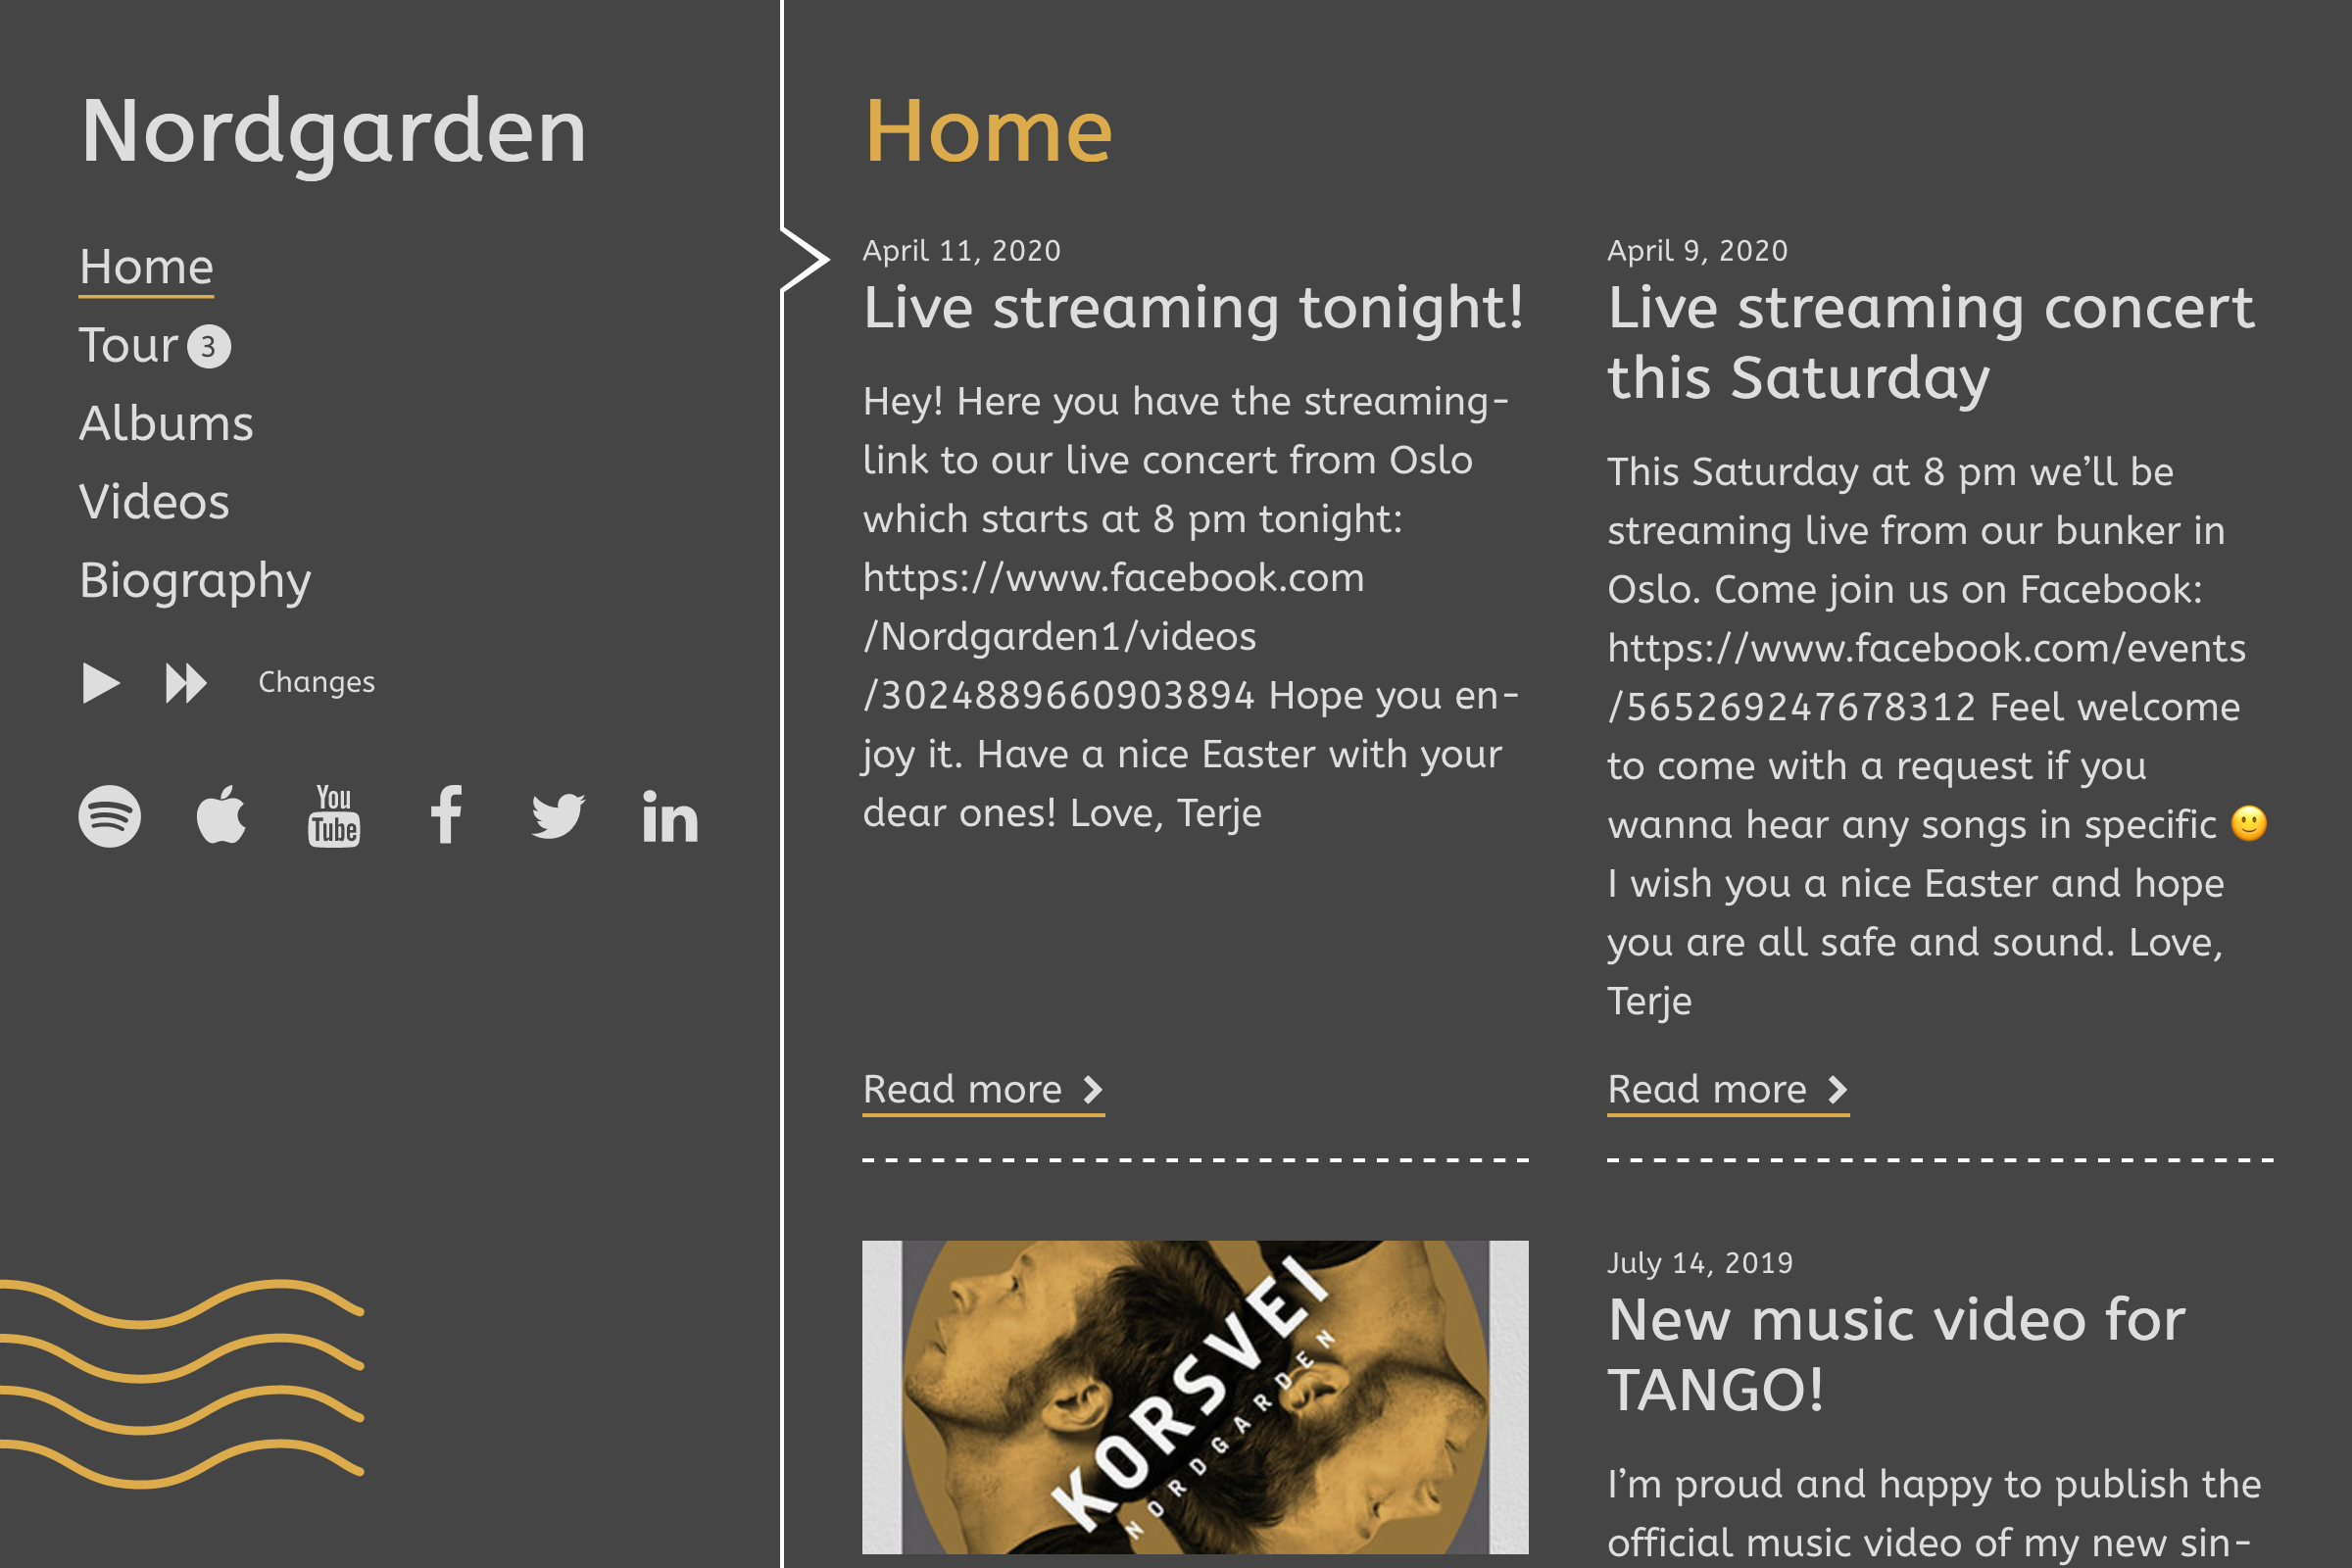 Nordgarden
Home
Tour 3
Albums
Videos
Biography
Changes
You
Tube
Home
April 11, 2020
Live streaming tonight!
Hey! Here you have the streaming-
link to our live concert from Oslo
which starts at 8 pm tonight:
https://www.facebook.com
/Nordgarden1/videos
/3024889660903894 Hope you en-
joy it. Have a nice Easter with your
dear ones! Love, Terje
Read more
April 9, 2020
Live streaming concert
this Saturday
This Saturday at 8 pm we’ll be
streaming live from our bunker in
Oslo. Come join us on Facebook:
https://www.facebook.com/events
/565269247678312 Feel welcome
to come with a request if you
wanna hear any songs in specific 🙂
I wish you a nice Easter and hope
you are all safe and sound. Love,
Terje
Read more
KORSVEI
NORDGARDEN
July 14, 2019
New music video for
TANGO!
I’m proud and happy to publish the
official music video of my new sin-